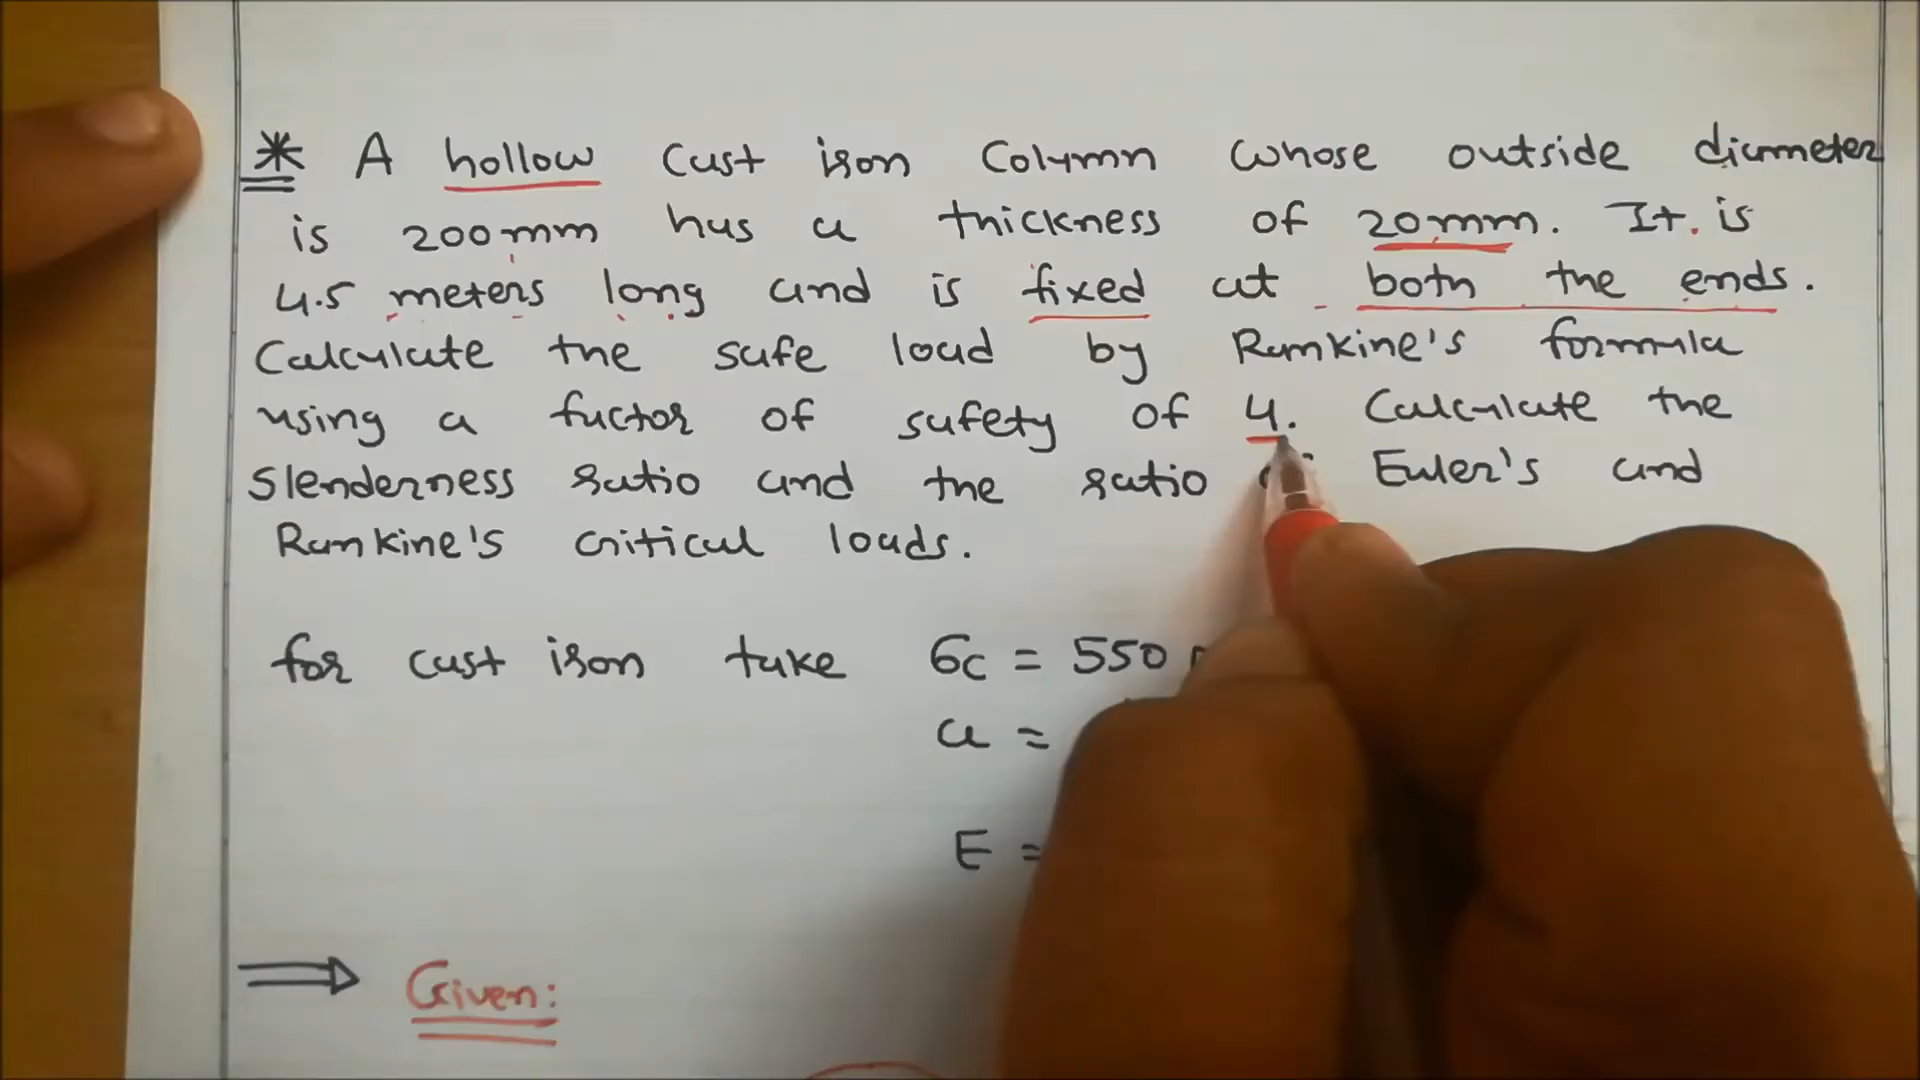 * A hollow cast iron column whose outside diameter
is 200mm has a thickness of 20mm. It is
4.5 meters long and is fixed at both the ends.
Calculate the safe load by Rankine's formula
using a factor of safety of 4. Calculate the
slenderness ratio and the ratio Euler's and
Rankine's critical loads.
for cast iron take σc = 550
a =
E =
⇒ Given: